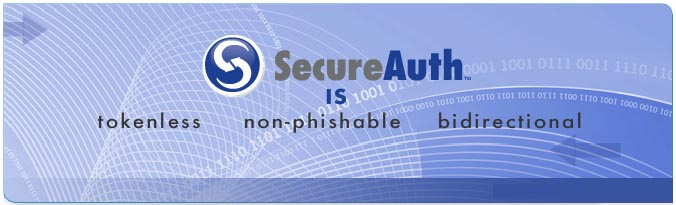 SecureAuth™
IS
tokenless non-phishable bidirectional